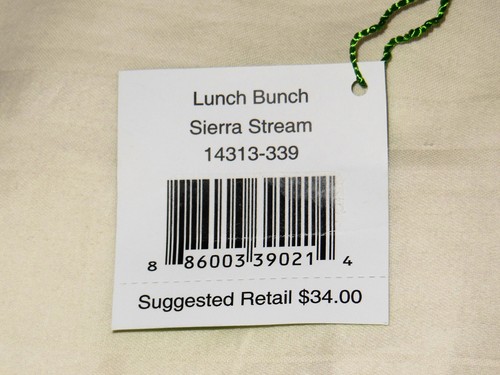 Lunch Bunch
Sierra Stream
14313-339
8 86003 39021 4
Suggested Retail $34.00